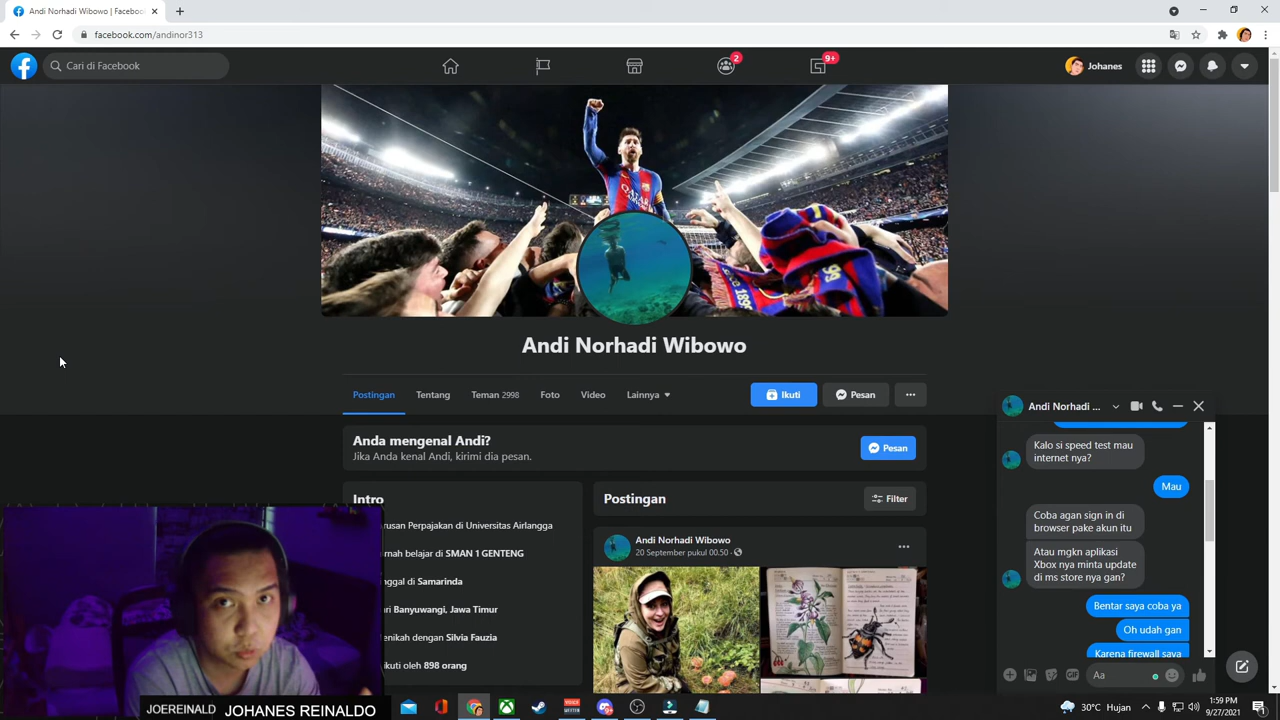 Andi Norhadi Wibowo | Facebook
facebook.com/andinor313
Cari di Facebook
2
9+
Johanes
Andi Norhadi Wibowo
Postingan
Tentang
Teman 2998
Foto
Video
Lainnya
Ikuti
Pesan
Anda mengenal Andi?
Jika Anda kenal Andi, kirimi dia pesan.
Pesan
Intro
Perpajakan di Universitas Airlangga
belajar di SMAN 1 GENTENG
di Samarinda
Banyuwangi, Jawa Timur
dengan Silvia Fauzia
oleh 898 orang
Postingan
Filter
Andi Norhadi Wibowo
20 September pukul 00.50
Andi Norhadi ...
Kalo si speed test mau
internet nya?
Mau
Coba agan sign in di
browser pake akun itu
Atau mgkn aplikasi
Xbox nya minta update
di ms store nya gan?
Bentar saya coba ya
Oh udah gan
Karena firewall saya
Aa
JOEREINALD
JOHANES REINALDO
30°C Hujan
1:59 PM
9/27/2021